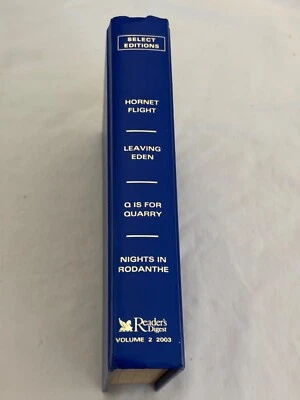 SELECT
EDITIONS
HORNET
FLIGHT
LEAVING
EDEN
Q IS FOR
QUARRY
NIGHTS IN
RODANTHE
Reader's
Digest
VOLUME 2 2003